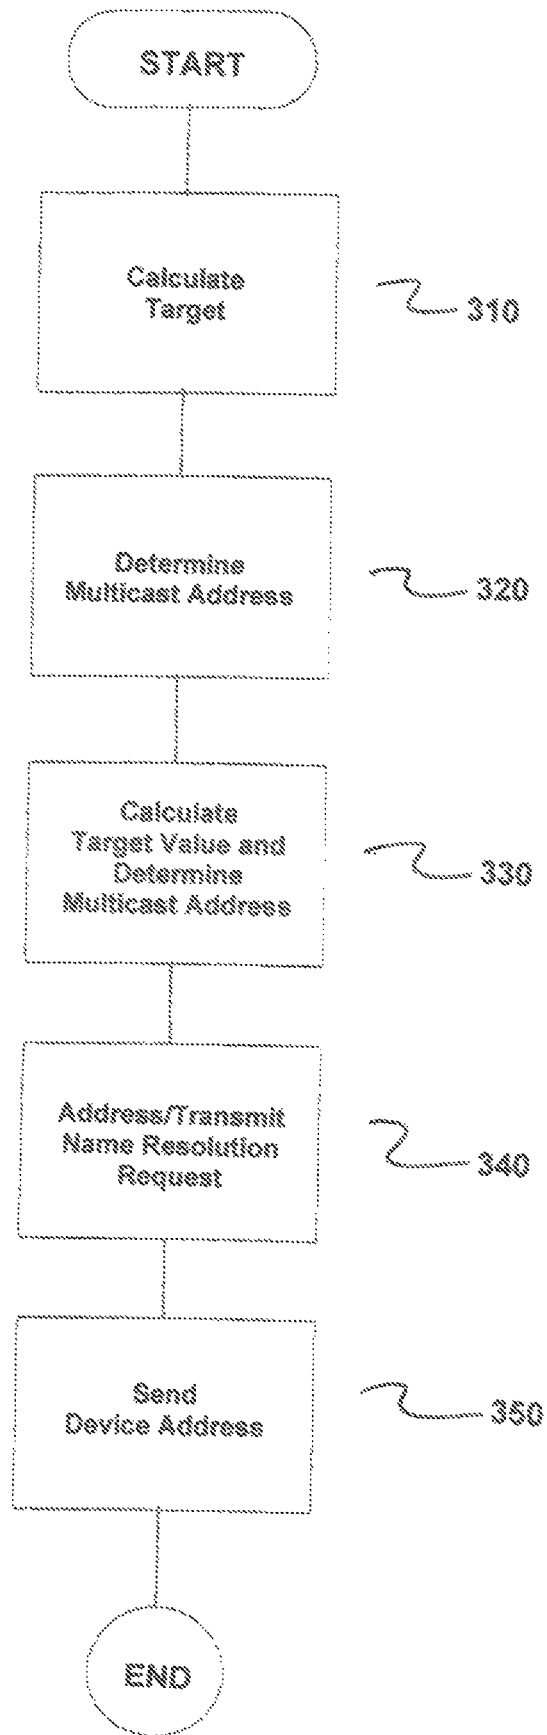 START
Calculate
Target
310
Determine
Multicast Address
320
Calculate
Target Value and
Determine
Multicast Address
330
Address/Transmit
Name Resolution
Request
340
Send
Device Address
350
END